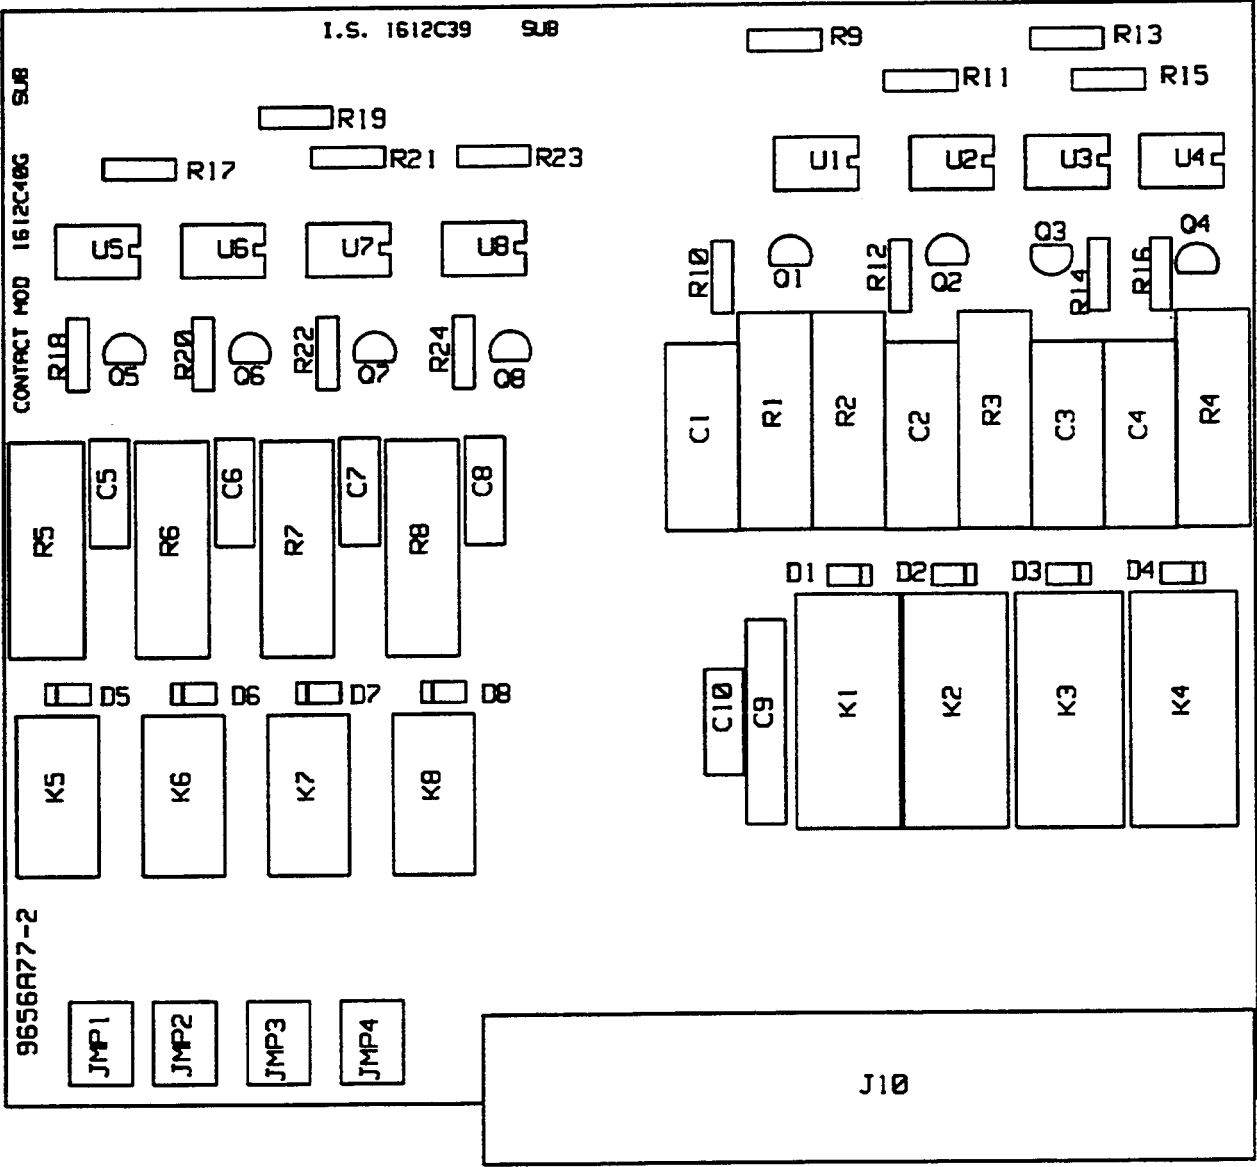 I.S. 1612C39 SUB
R9
R13
R11
R15
R19
R17
R21
R23
U1
U2
U3
U4
CONTACT MOD 1612C40G SUB
U5
U6
U7
U8
R10
Q1
R12
Q2
Q3
R14
R16
Q4
R18
Q5
R20
Q6
R22
Q7
R24
Q8
C1
R1
R2
C2
R3
C3
C4
R4
R5
C5
R6
C6
R7
C7
R8
C8
D1
D2
D3
D4
D5
D6
D7
D8
C10
C9
K1
K2
K3
K4
K5
K6
K7
K8
9656A77-2
JMP1
JMP2
JMP3
JMP4
J10